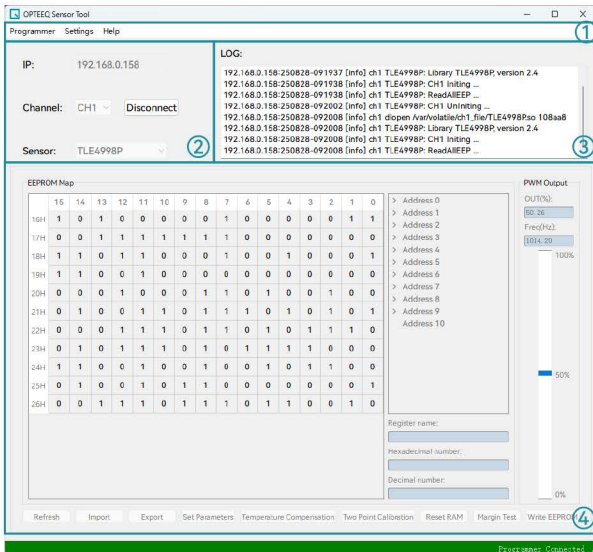 OPTEEQ Sensor Tool
Programmer Settings Help
①
IP: 192.168.0.158
Channel: CH1 Disconnect
Sensor: TLE4998P
②
LOG:
192.168.0.158:250828-091937 [info] ch1 TLE4998P: Library TLE4998P, version 2.4
192.168.0.158:250828-091938 [info] ch1 TLE4998P: CH1 Initing ...
192.168.0.158:250828-091938 [info] ch1 TLE4998P: ReadAllEEP ...
192.168.0.158:250828-092002 [info] ch1 TLE4998P: CH1 UnIniting ...
192.168.0.158:250828-092008 [info] ch1 dlopen /var/volatile/ch1_file/TLE4998P.so 108aa8
192.168.0.158:250828-092008 [info] ch1 TLE4998P: Library TLE4998P, version 2.4
192.168.0.158:250828-092008 [info] ch1 TLE4998P: CH1 Initing ...
192.168.0.158:250828-092008 [info] ch1 TLE4998P: ReadAllEEP ...
③
EEPROM Map
15 14 13 12 11 10 9 8 7 6 5 4 3 2 1 0
16H 1 0 1 0 0 0 0 0 1 0 0 0 0 0 1 1
17H 0 0 1 1 1 1 1 1 1 0 0 0 0 0 0 0
18H 1 1 0 1 1 0 0 0 1 0 0 1 0 0 0 1
19H 1 1 0 0 1 0 0 0 0 0 0 0 0 0 0 0
20H 0 0 0 1 0 0 0 1 1 0 1 0 0 1 0 0
21H 0 1 0 0 1 1 0 1 1 1 0 1 0 1 0 1
22H 0 0 0 1 1 1 0 1 1 0 1 0 1 1 1 0
23H 0 1 0 1 1 1 0 1 0 1 1 1 1 0 0 0
24H 1 1 0 0 1 0 0 1 0 0 1 0 1 1 0 0
25H 0 1 0 0 1 0 1 1 0 0 0 0 0 0 0 1
26H 0 0 1 1 1 1 0 1 1 0 1 1 0 0 1 0
> Address 0
> Address 1
> Address 2
> Address 3
> Address 4
> Address 5
> Address 6
> Address 7
> Address 8
> Address 9
Address 10
Register name:
Hexadecimal number:
Decimal number:
PWM Output
OUT(%):
50.26
Freq(Hz):
1014.20
100%
50%
0%
Refresh Import Export Set Parameters Temperature Compensation Two Point Calibration Reset RAM Margin Test Write EEPROM
④
Programmer Connected